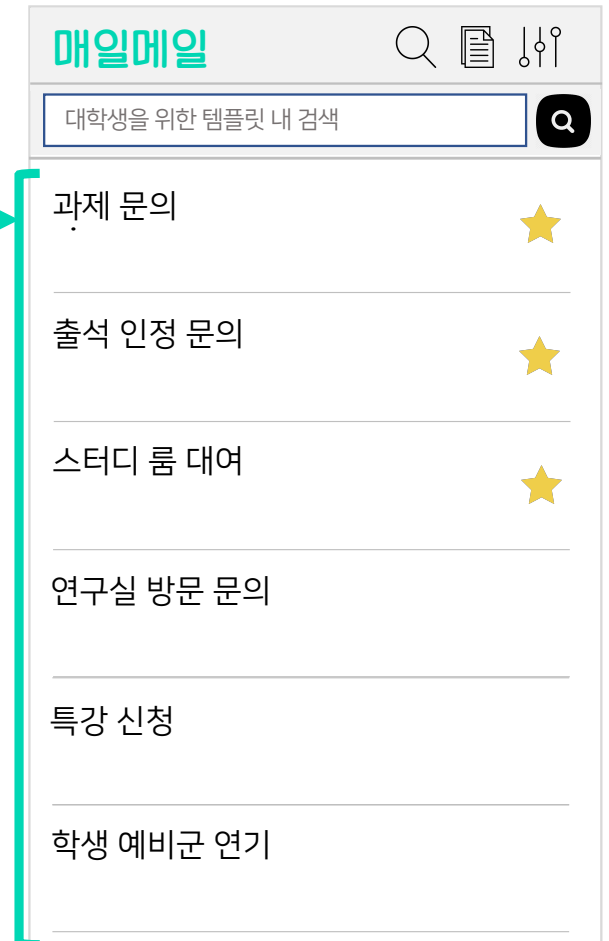 매일메일
대학생을 위한 템플릿 내 검색
과제 문의
출석 인정 문의
스터디 룸 대여
연구실 방문 문의
특강 신청
학생 예비군 연기